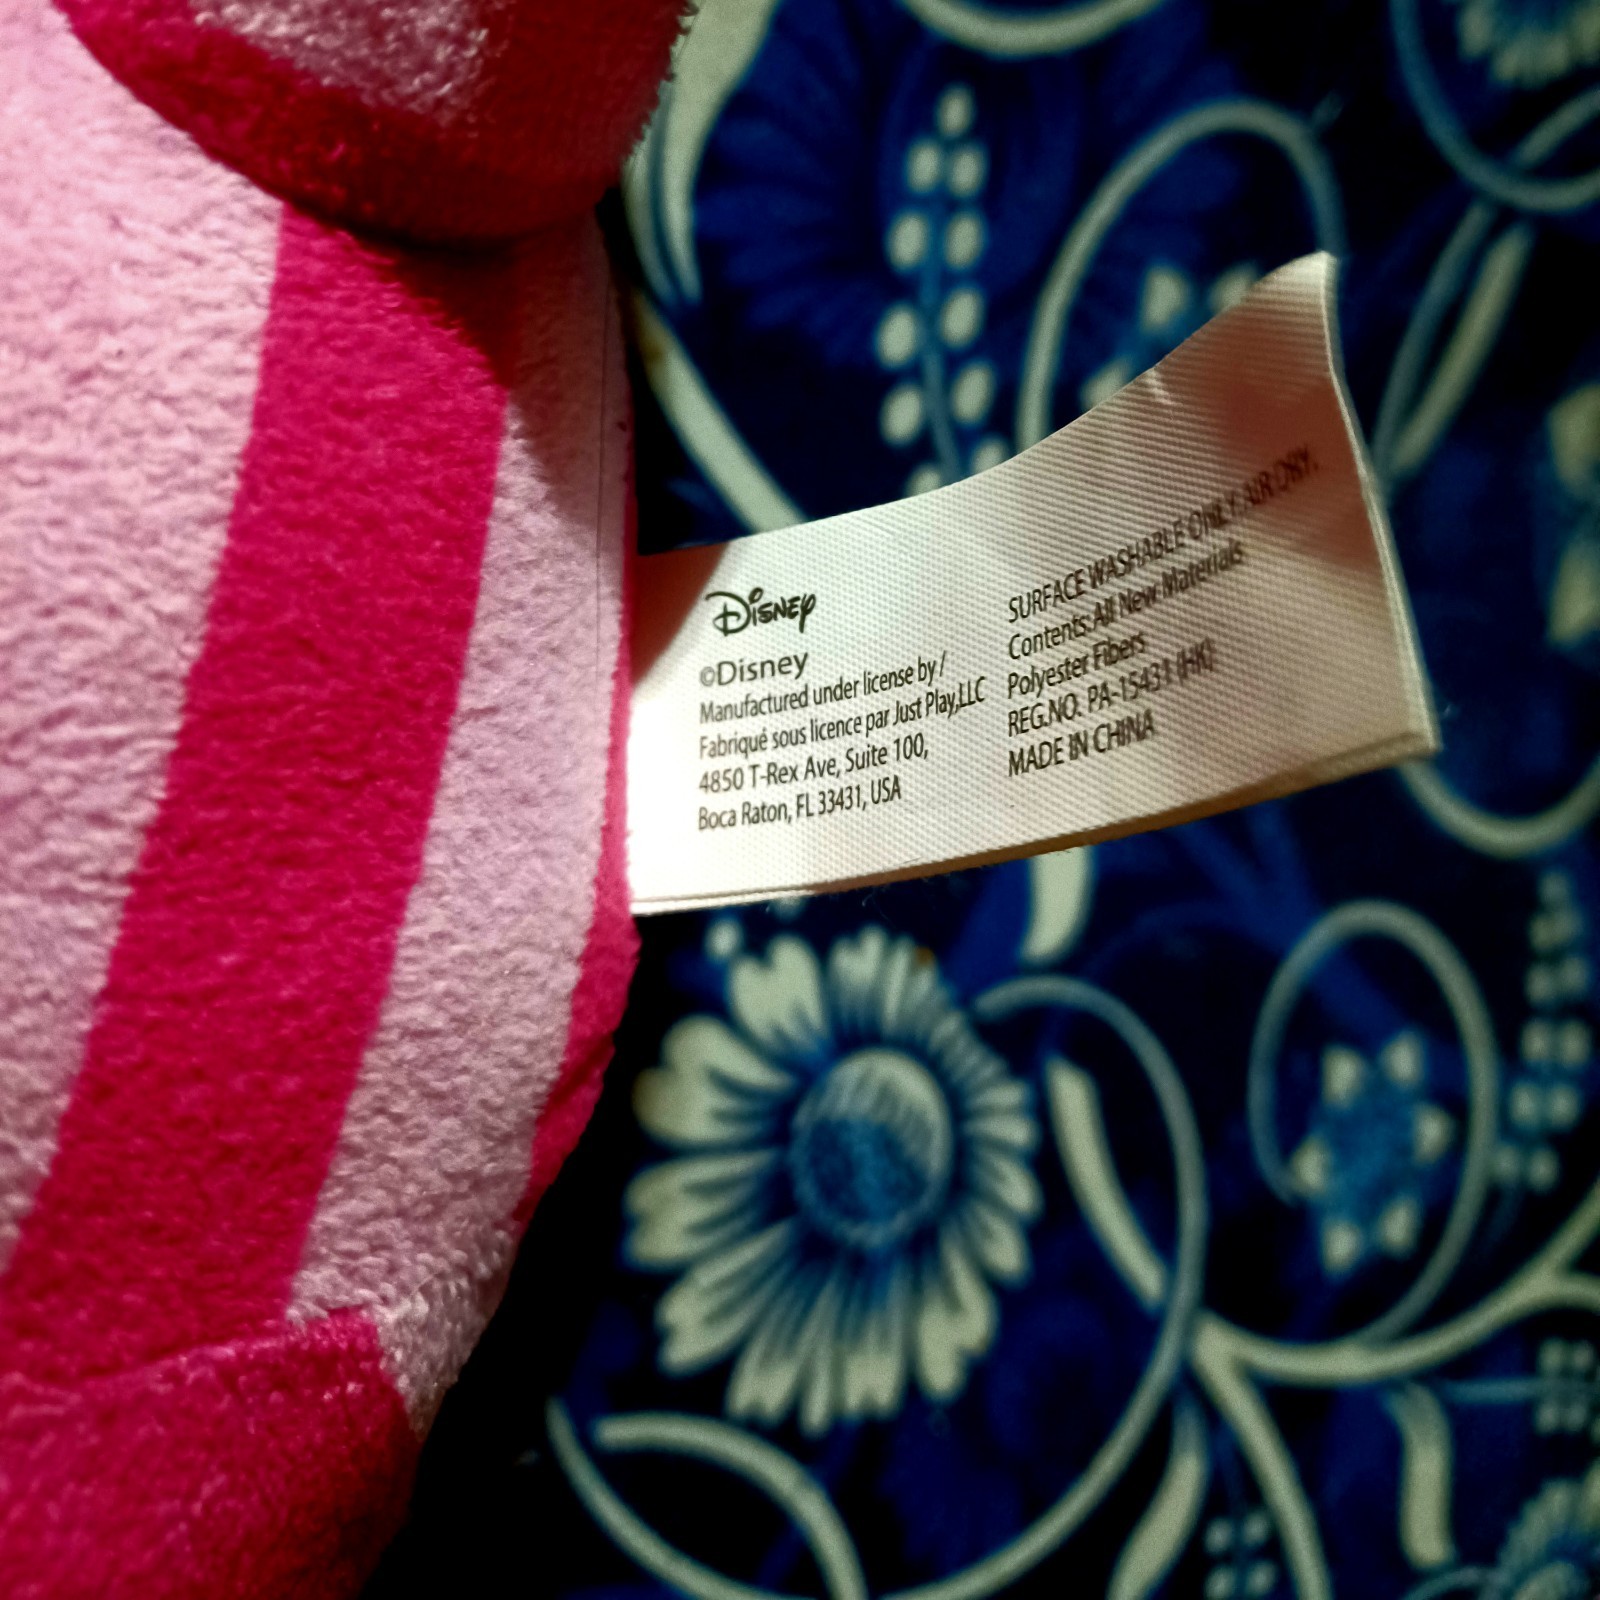 Disney
©Disney
Manufactured under license by /
Fabriqué sous licence par Just Play,LLC
4850 T-Rex Ave, Suite 100,
Boca Raton, FL 33431, USA
SURFACE WASHABLE ONLY. AIR DRY.
Contents: All New Materials
Polyester Fibers
REG.NO. PA-15431 (HK)
MADE IN CHINA